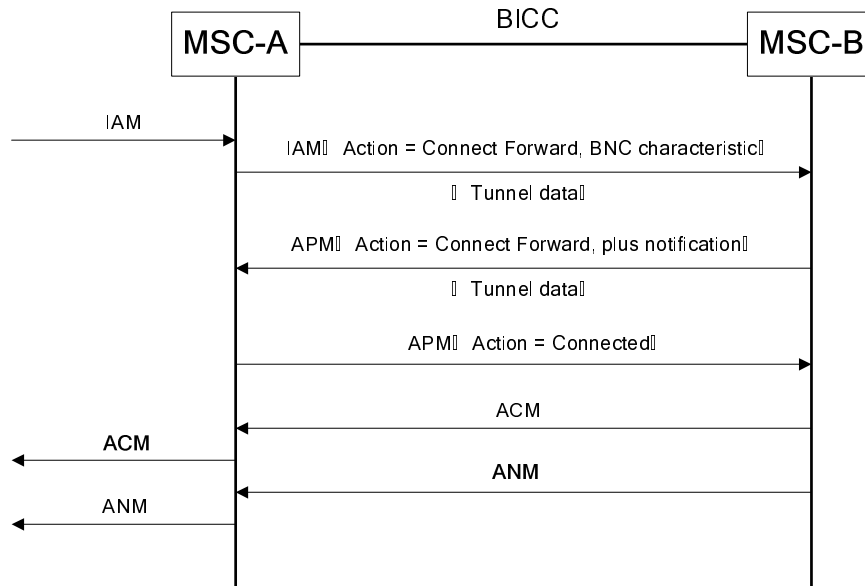 BICC
MSC-A
MSC-B
IAM
IAM▯ Action = Connect Forward, BNC characteristic▯
▯ Tunnel data▯
APM▯ Action = Connect Forward, plus notification▯
▯ Tunnel data▯
APM▯ Action = Connected▯
ACM
ACM
ANM
ANM